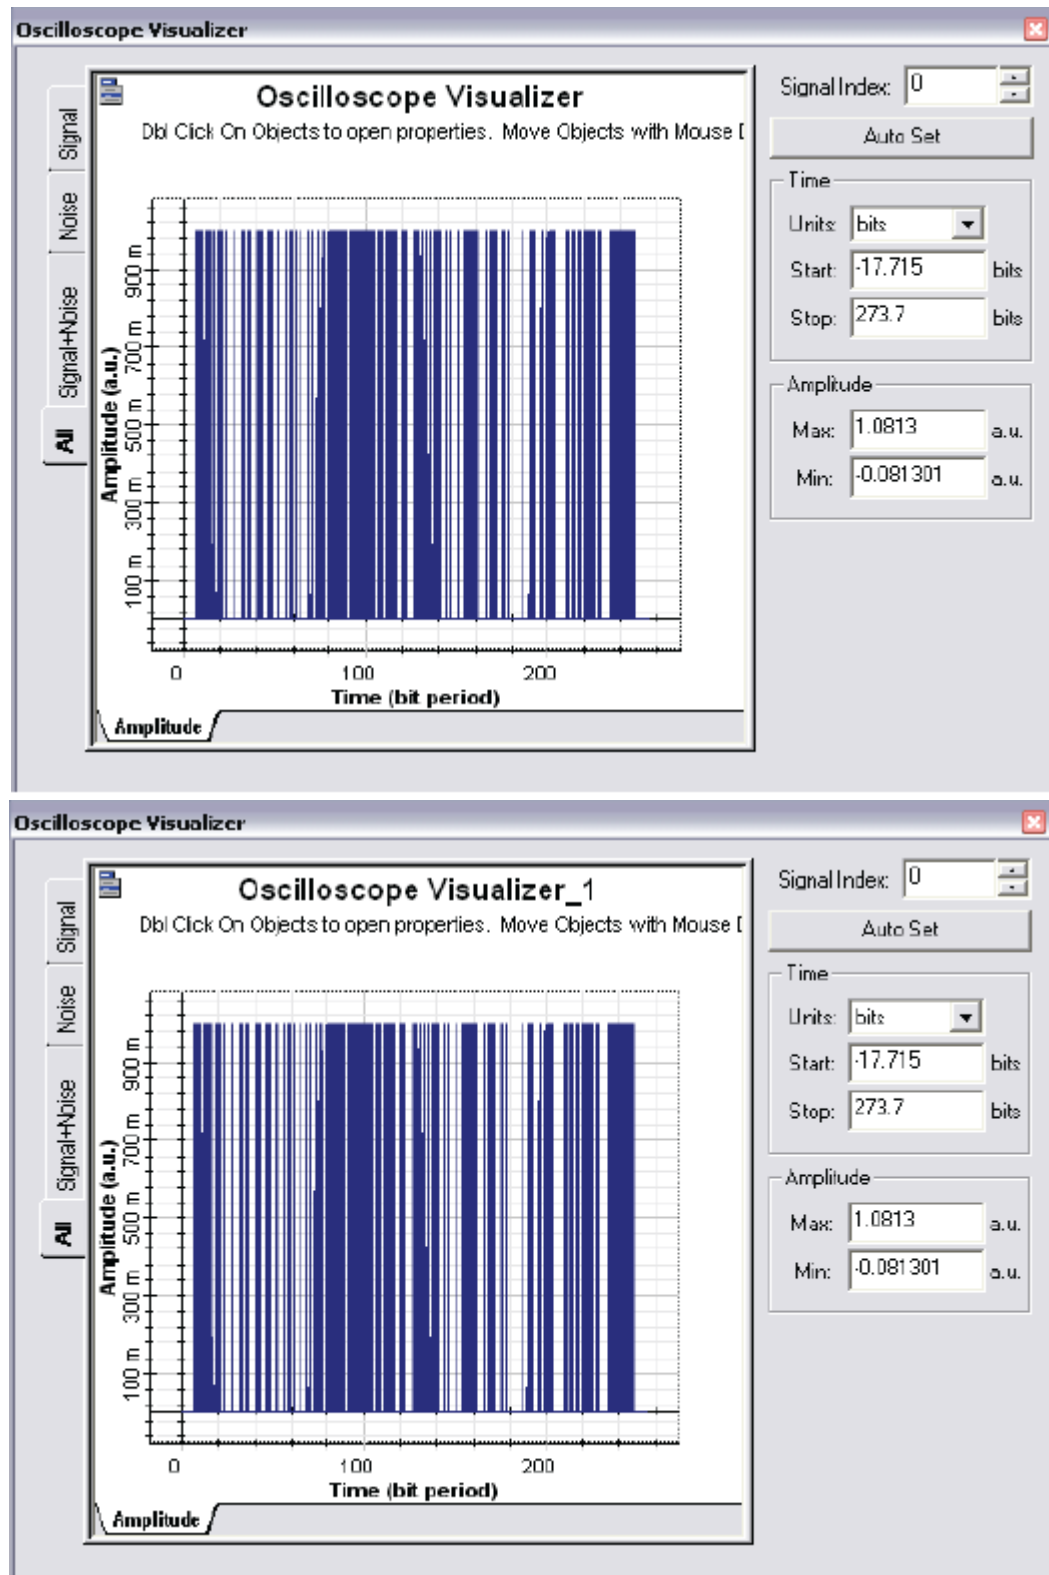 Oscilloscope Visualizer
Signal
Noise
Signal+Noise
All
Oscilloscope Visualizer
Dbl Click On Objects to open properties. Move Objects with Mouse D
Amplitude (a.u.)
900 m
700 m
500 m
300 m
100 m
0
100
200
Time (bit period)
Amplitude
Signal Index: 0
Auto Set
Time
Units: bits
Start: -17.715 bits
Stop: 273.7 bits
Amplitude
Max: 1.0813 a.u.
Min: -0.081301 a.u.
Oscilloscope Visualizer
Signal
Noise
Signal+Noise
All
Oscilloscope Visualizer_1
Dbl Click On Objects to open properties. Move Objects with Mouse D
Amplitude (a.u.)
900 m
700 m
500 m
300 m
100 m
0
100
200
Time (bit period)
Amplitude
Signal Index: 0
Auto Set
Time
Units: bits
Start: -17.715 bits
Stop: 273.7 bits
Amplitude
Max: 1.0813 a.u.
Min: -0.081301 a.u.